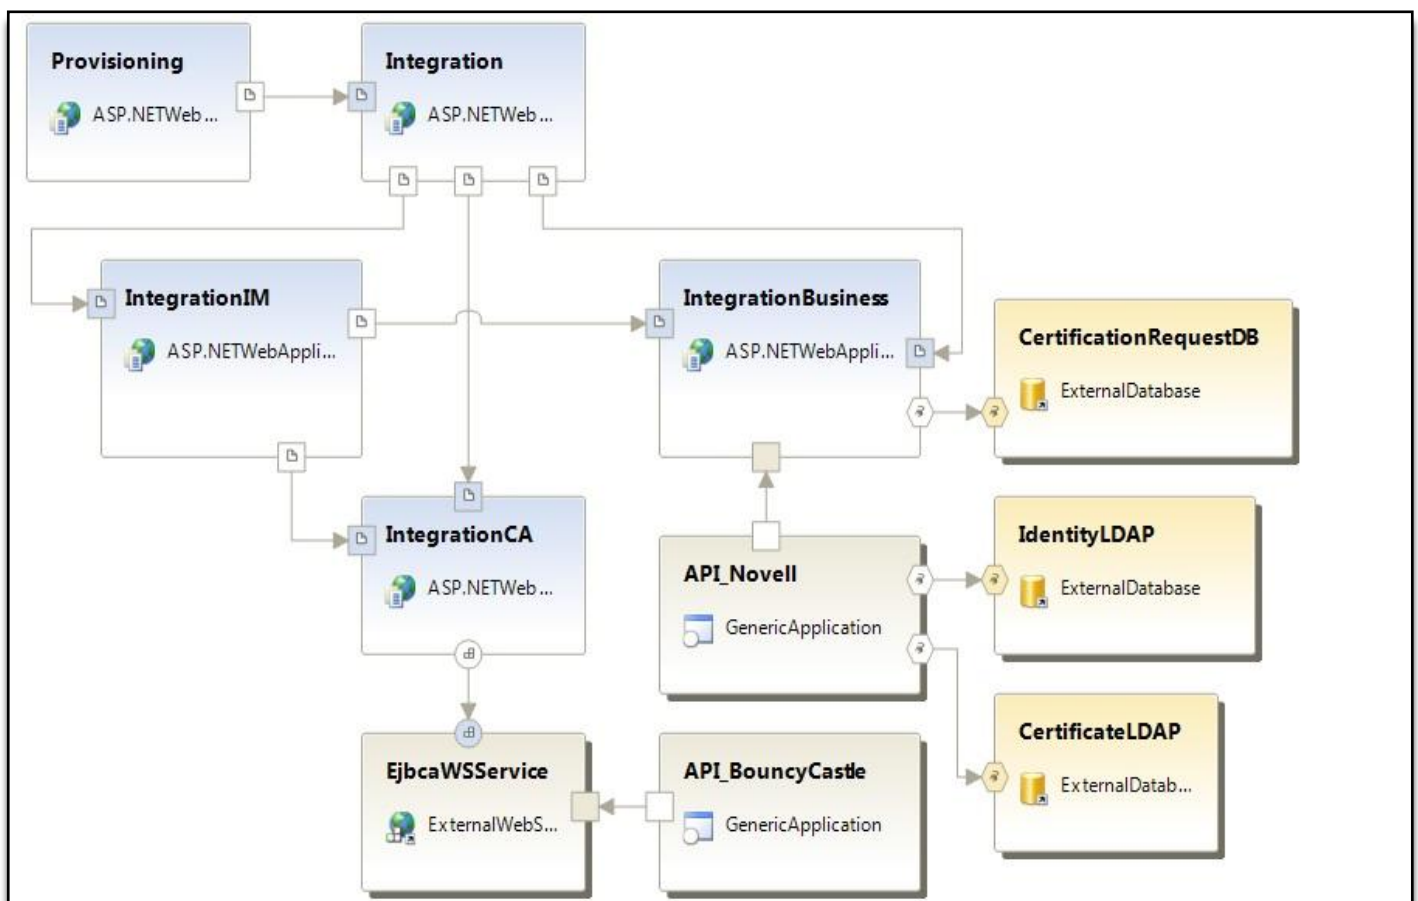 Provisioning
ASP.NETWeb...
Integration
ASP.NETWeb...
IntegrationIM
ASP.NETWebAppli...
IntegrationBusiness
ASP.NETWebAppli...
CertificationRequestDB
ExternalDatabase
IntegrationCA
ASP.NETWeb...
API_Novell
GenericApplication
IdentityLDAP
ExternalDatabase
EjbcaWSService
ExternalWebS...
API_BouncyCastle
GenericApplication
CertificateLDAP
ExternalDatab...